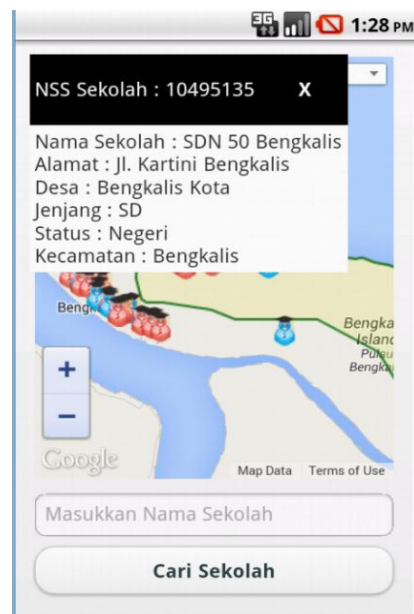 3G 1:28 PM
NSS Sekolah : 10495135 X
Nama Sekolah : SDN 50 Bengkalis
Alamat : Jl. Kartini Bengkalis
Desa : Bengkalis Kota
Jenjang : SD
Status : Negeri
Kecamatan : Bengkalis
Bengka
Island
Pulau
Bengka
+
−
Google
Map Data Terms of Use
Masukkan Nama Sekolah
Cari Sekolah